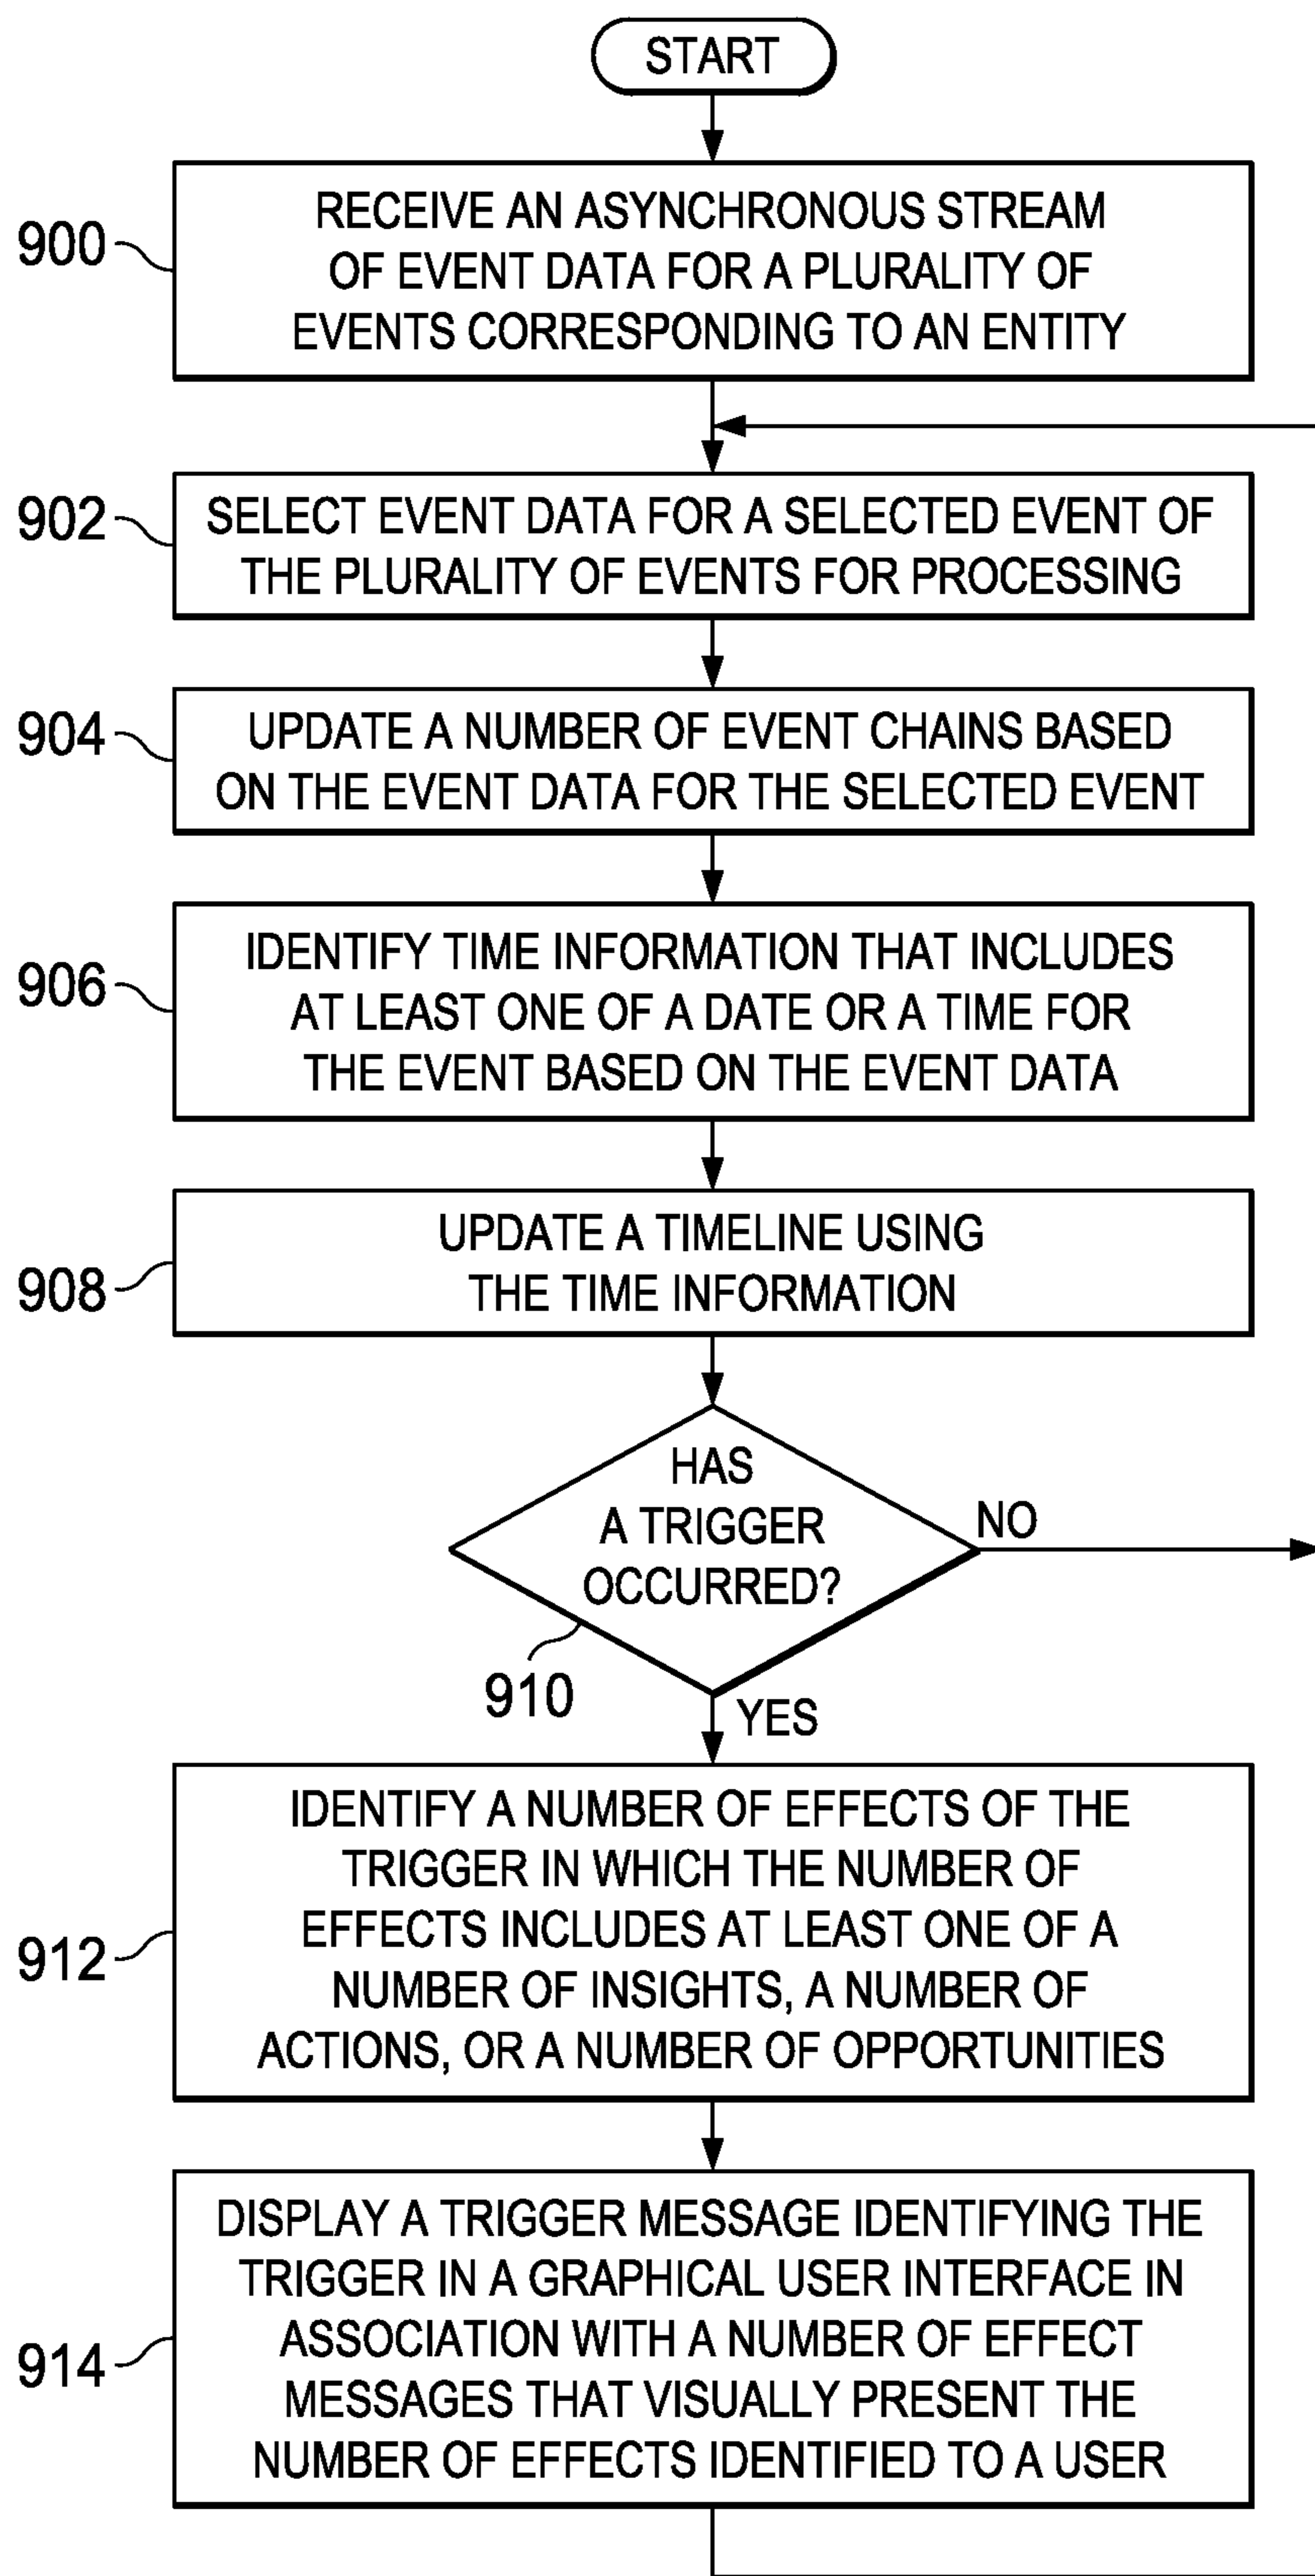 START
900
RECEIVE AN ASYNCHRONOUS STREAM
OF EVENT DATA FOR A PLURALITY OF
EVENTS CORRESPONDING TO AN ENTITY
902
SELECT EVENT DATA FOR A SELECTED EVENT OF
THE PLURALITY OF EVENTS FOR PROCESSING
904
UPDATE A NUMBER OF EVENT CHAINS BASED
ON THE EVENT DATA FOR THE SELECTED EVENT
906
IDENTIFY TIME INFORMATION THAT INCLUDES
AT LEAST ONE OF A DATE OR A TIME FOR
THE EVENT BASED ON THE EVENT DATA
908
UPDATE A TIMELINE USING
THE TIME INFORMATION
HAS
A TRIGGER
OCCURRED?
NO
910
YES
912
IDENTIFY A NUMBER OF EFFECTS OF THE
TRIGGER IN WHICH THE NUMBER OF
EFFECTS INCLUDES AT LEAST ONE OF A
NUMBER OF INSIGHTS, A NUMBER OF
ACTIONS, OR A NUMBER OF OPPORTUNITIES
914
DISPLAY A TRIGGER MESSAGE IDENTIFYING THE
TRIGGER IN A GRAPHICAL USER INTERFACE IN
ASSOCIATION WITH A NUMBER OF EFFECT
MESSAGES THAT VISUALLY PRESENT THE
NUMBER OF EFFECTS IDENTIFIED TO A USER